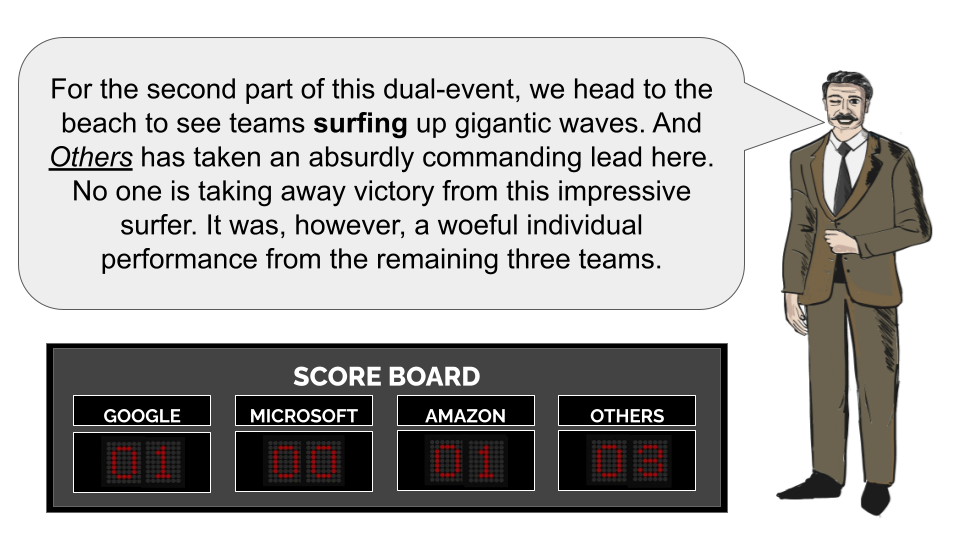 For the second part of this dual-event, we head to the
beach to see teams surfing up gigantic waves. And
Others has taken an absurdly commanding lead here.
No one is taking away victory from this impressive
surfer. It was, however, a woeful individual
performance from the remaining three teams.
SCORE BOARD
GOOGLE MICROSOFT AMAZON OTHERS
01 00 01 03